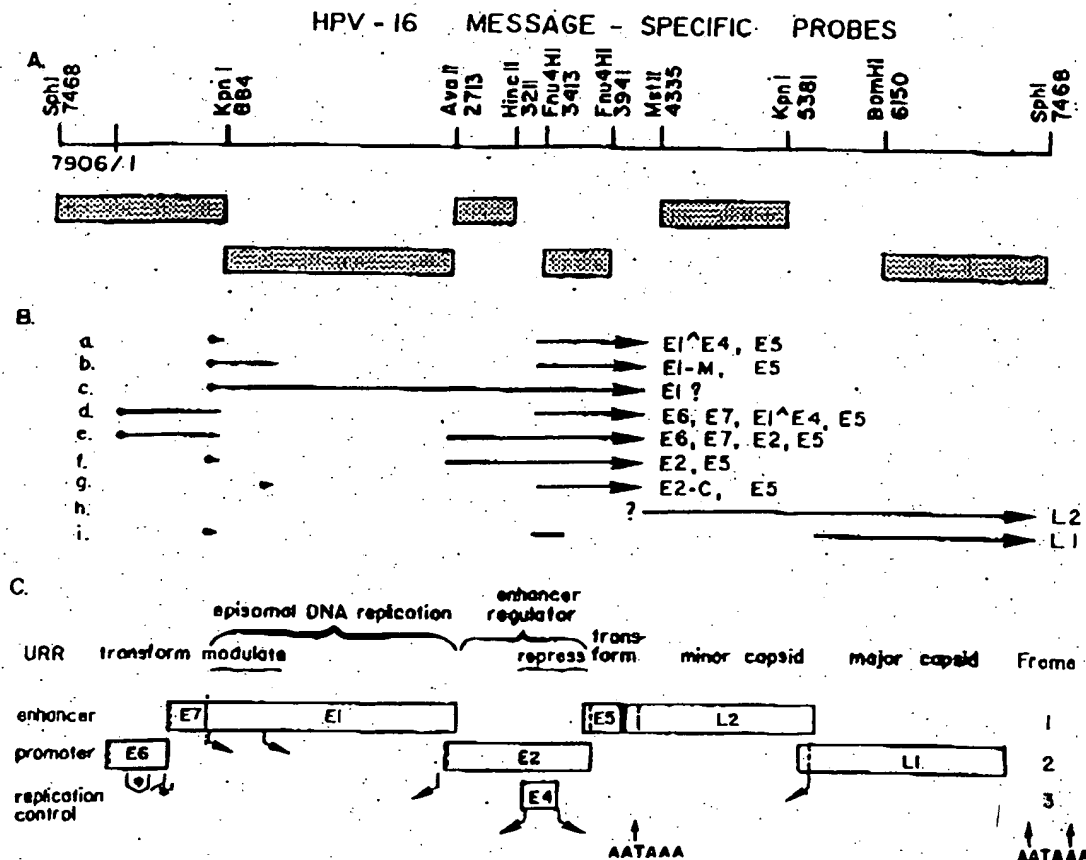 HPV - 16 MESSAGE - SPECIFIC PROBES
A.
SphI 7468
KpnI 884
AvaII 2713
HincII 3211
Fnu4HI 3413
Fnu4HI 3941
MstII 4335
KpnI 5381
BamHI 6150
SphI 7468
7906/1
B.
a. E1^E4, E5
b. E1-M, E5
c. E1 ?
d. E6, E7, E1^E4, E5
e. E6, E7, E2, E5
f. E2, E5
g. E2-C, E5
h. ? L2
i. L1
C.
episomal DNA replication
enhancer regulator
URR transform modulate repress trans-form minor capsid major capsid Frame
enhancer E7 E1 E5 L2 1
promoter E6 E2 L1 2
replication control E4 3
AATAAA AATAAA